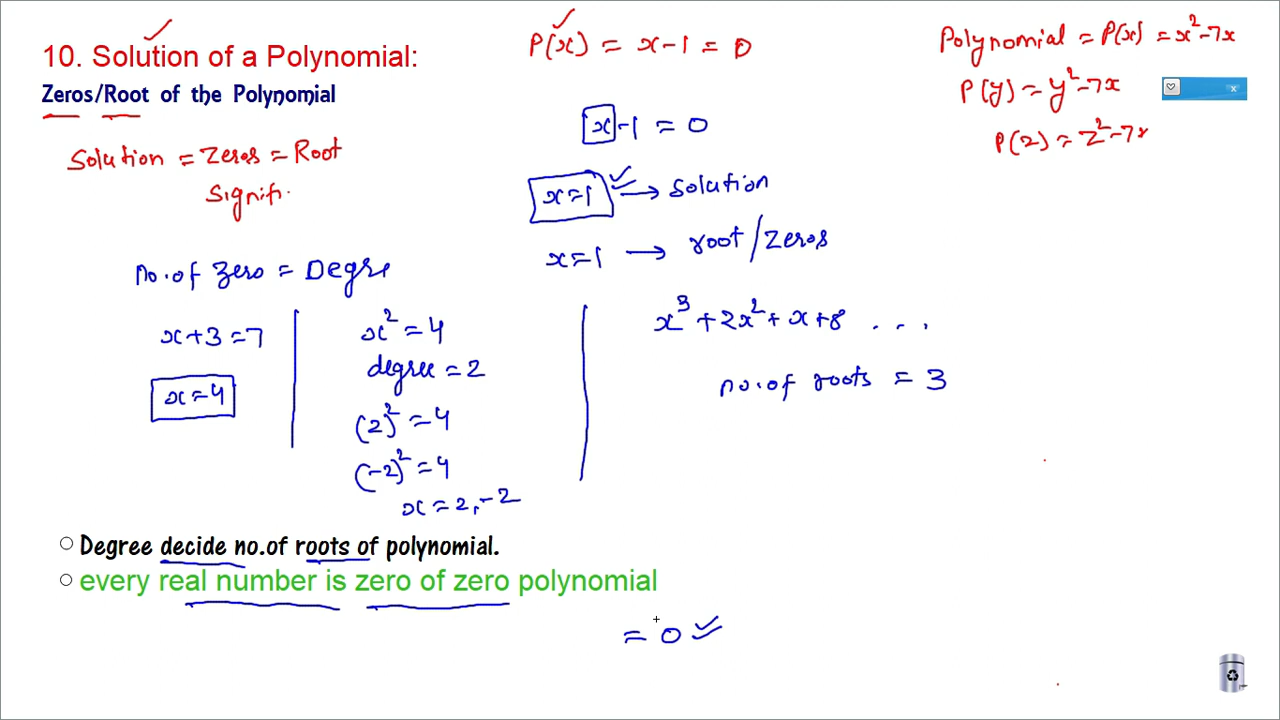 10. Solution of a Polynomial:
Zeros/Root of the Polynomial
Solution = Zeros = Root
Signifi
P(x) = x-1 = 0
x-1 = 0
x=1 → Solution
x=1 → root/Zeros
Polynomial = P(x) = x²-7x
P(y) = y²-7x
P(z) = z²-7x
no. of zero = Degre
x+3 = 7
x=4
x² = 4
degree = 2
(2)² = 4
(-2)² = 4
x = 2, -2
x³ + 2x² + x + 8 ...
no. of roots = 3
Degree decide no.of roots of polynomial.
every real number is zero of zero polynomial
= 0